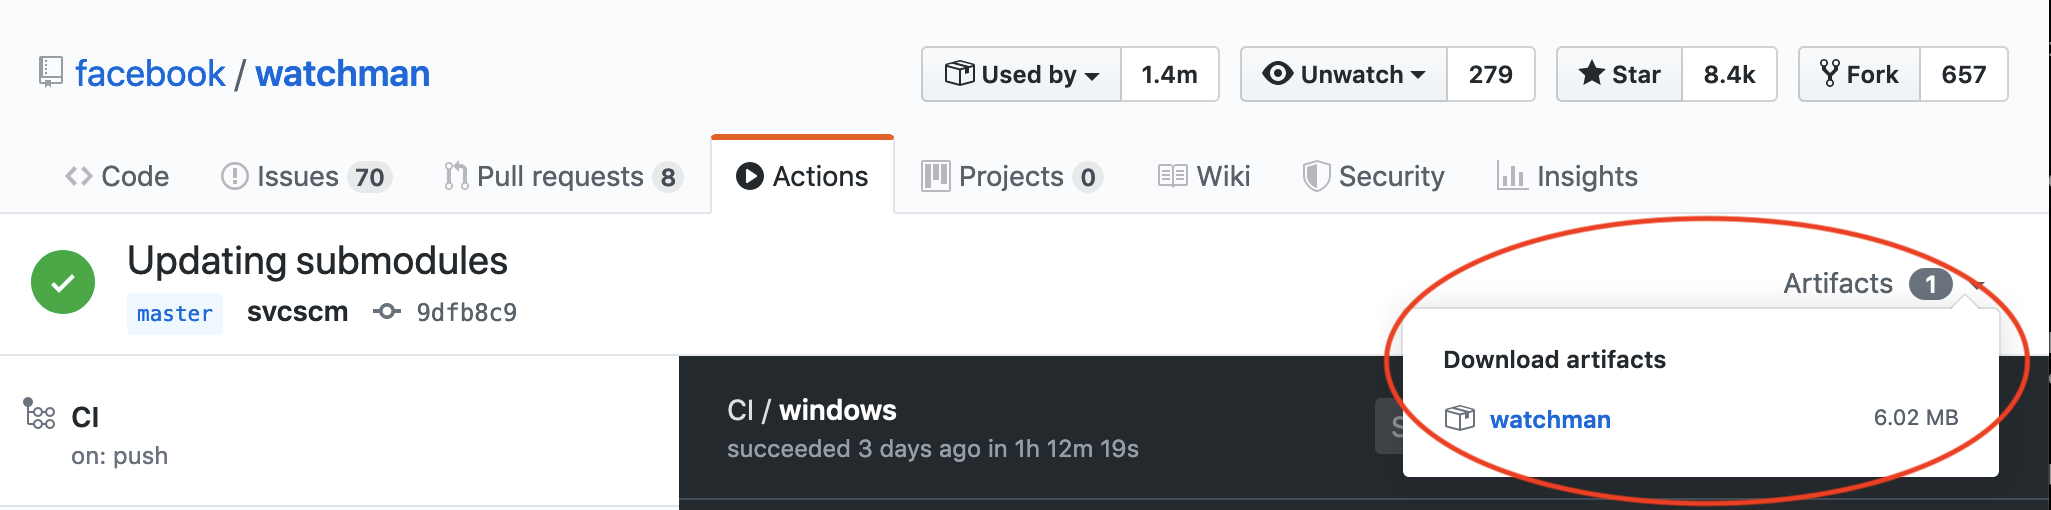 facebook / watchman
Used by 1.4m
Unwatch 279
Star 8.4k
Fork 657
Code
Issues 70
Pull requests 8
Actions
Projects 0
Wiki
Security
Insights
Updating submodules
master svcscm 9dfb8c9
Artifacts 1
Download artifacts
watchman 6.02 MB
CI
on: push
CI / windows
succeeded 3 days ago in 1h 12m 19s